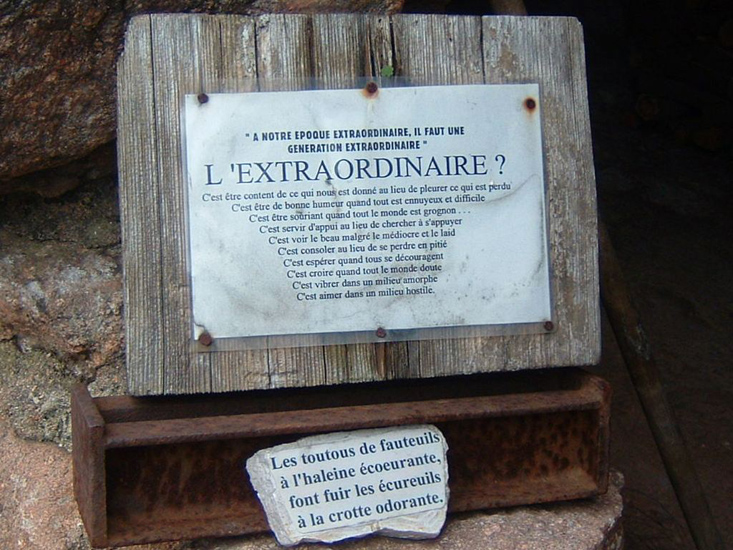 " A NOTRE EPOQUE EXTRAORDINAIRE, IL FAUT UNE
GENERATION EXTRAORDINAIRE "
L 'EXTRAORDINAIRE ?
C'est être content de ce qui nous est donné au lieu de pleurer ce qui est perdu
C'est être de bonne humeur quand tout est ennuyeux et difficile
C'est être souriant quand tout le monde est grognon . . .
C'est servir d'appui au lieu de chercher à s'appuyer
C'est voir le beau malgré le médiocre et le laid
C'est consoler au lieu de se perdre en pitié
C'est espérer quand tous se découragent
C'est croire quand tout le monde doute
C'est vibrer dans un milieu amorphe
C'est aimer dans un milieu hostile.
Les toutous de fauteuils
à l'haleine écoeurante,
font fuir les écureuils
à la crotte odorante.